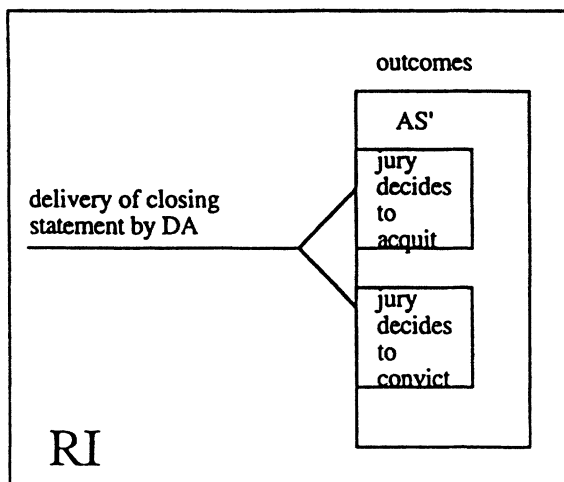 outcomes
AS'
jury
decides
to
acquit
delivery of closing
statement by DA
jury
decides
to
convict
RI